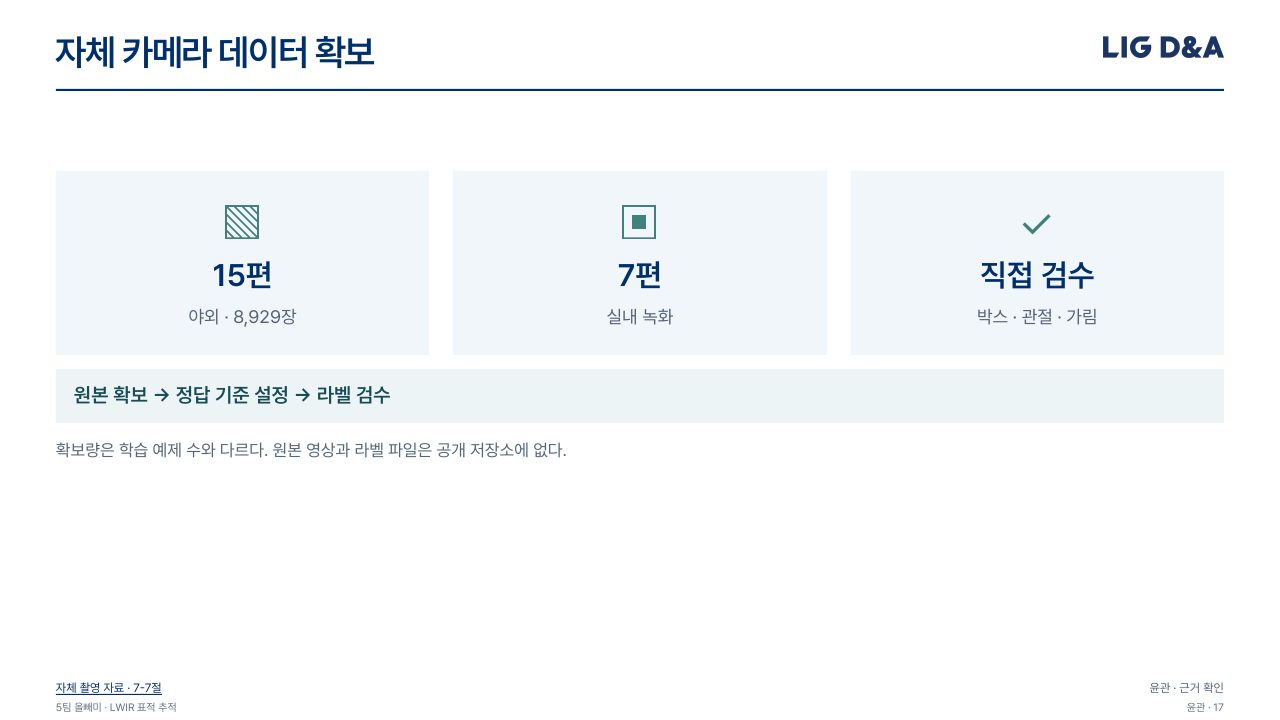 자체 카메라 데이터 확보
LIG D&A
15편
야외 · 8,929장
7편
실내 녹화
직접 검수
박스 · 관절 · 가림
원본 확보 → 정답 기준 설정 → 라벨 검수
확보량은 학습 예제 수와 다르다. 원본 영상과 라벨 파일은 공개 저장소에 없다.
자체 촬영 자료 · 7-7절
5팀 올빼미 · LWIR 표적 추적
윤관 · 근거 확인
윤관 · 17